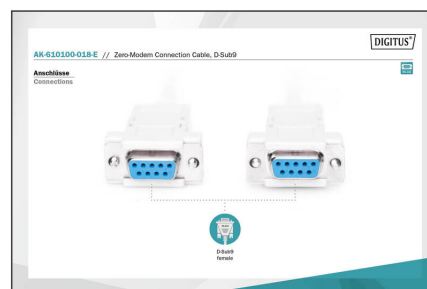 DIGITUS®
AK-610100-018-E // Zero-Modem Connection Cable, D-Sub9
Anschlüsse
Connections
D-Sub9
female